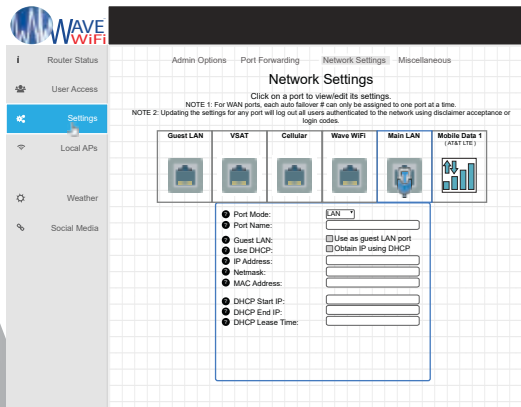 WAVE
WiFi
i Router Status
User Access
Settings
Local APs
Weather
Social Media
Admin Options Port Forwarding Network Settings Miscellaneous
Network Settings
Click on a port to view/edit its settings.
NOTE 1: For WAN ports, each auto failover # can only be assigned to one port at a time.
NOTE 2: Updating the settings for any port will log out all users authenticated to the network using disclaimer acceptance or
login codes.
Guest LAN VSAT Cellular Wave WiFi Main LAN Mobile Data 1
(AT&T LTE)
? Port Mode: LAN
? Port Name:
? Guest LAN: Use as guest LAN port
? Use DHCP: Obtain IP using DHCP
? IP Address:
? Netmask:
? MAC Address:
? DHCP Start IP:
? DHCP End IP:
? DHCP Lease Time: